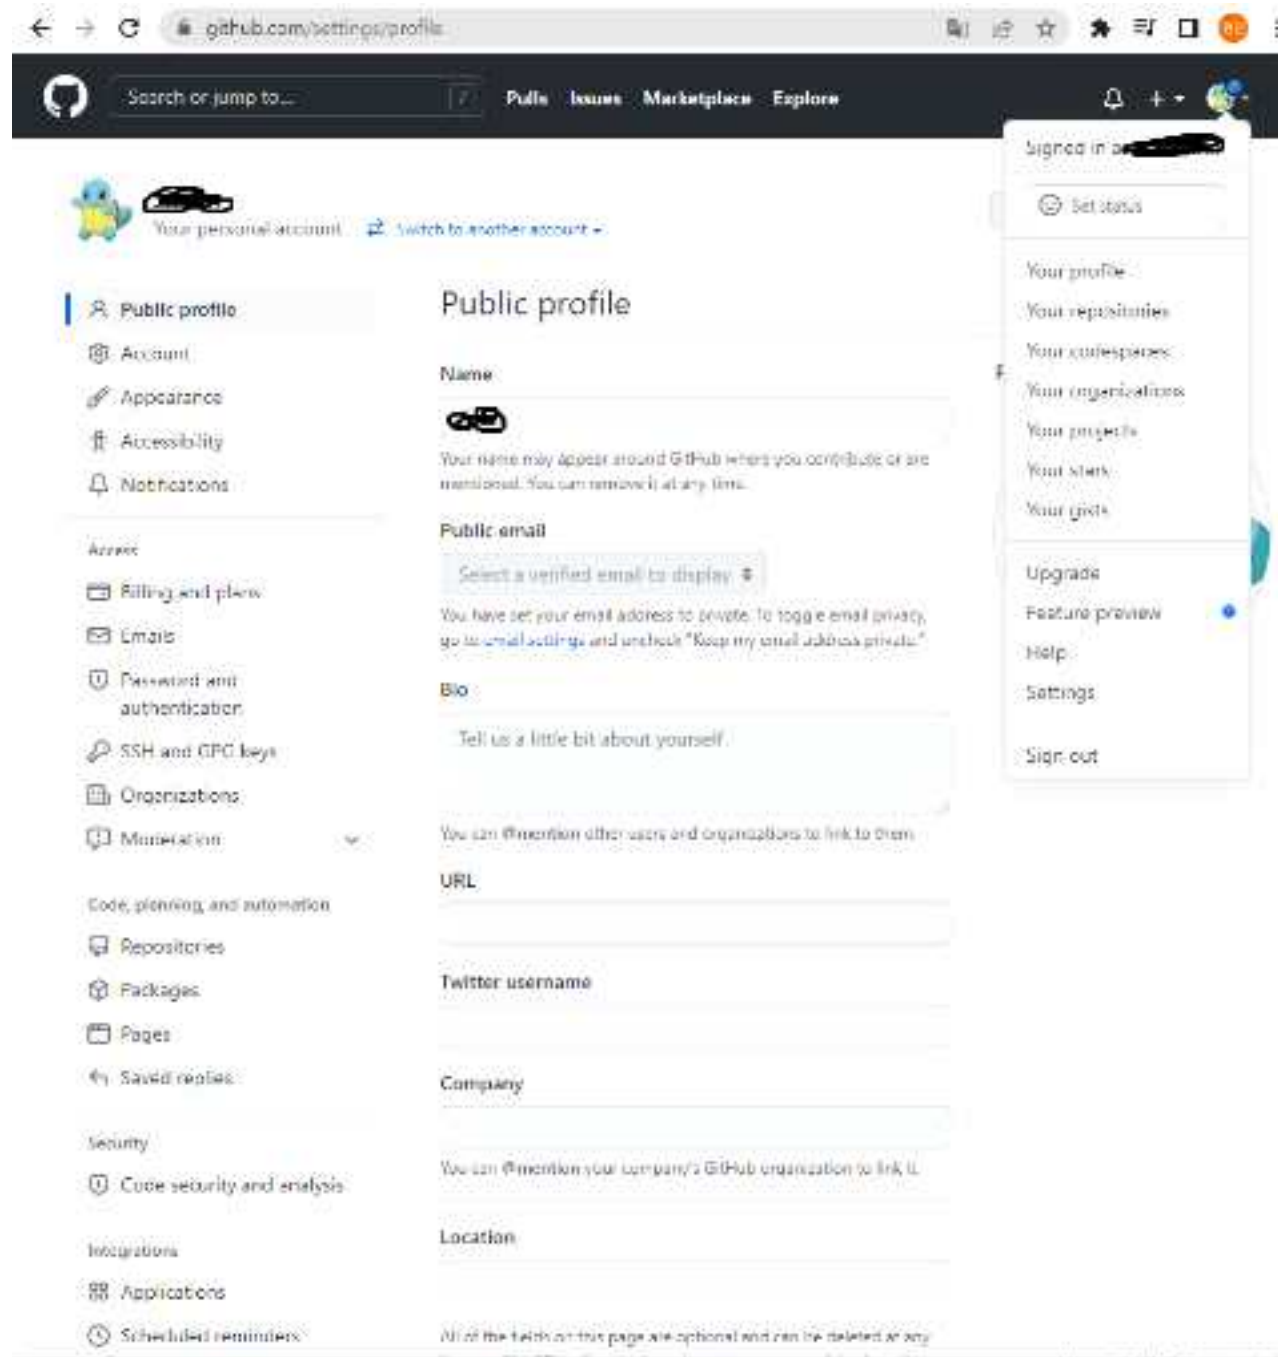 github.com/settings/profile
Search or jump to...
/
Pulls Issues Marketplace Explore
Signed in
Set status
Your personal account
Switch to another account
Your profile
Your repositories
Your codespaces
Your organizations
Your projects
Your stars
Your gists
Upgrade
Feature preview
Help
Settings
Sign out
Public profile
Account
Appearance
Accessibility
Notifications
Access
Billing and plans
Emails
Password and
authentication
SSH and GPG keys
Organizations
Moderation
Code, planning, and automation
Repositories
Packages
Pages
Saved replies
Security
Code security and analysis
Integrations
Applications
Scheduled reminders
Public profile
Name
Your name may appear around GitHub where you contribute or are
mentioned. You can remove it at any time.
Public email
Select a verified email to display
You have set your email address to private. To toggle email privacy,
go to email settings and uncheck "Keep my email address private."
Bio
Tell us a little bit about yourself
You can @mention other users and organizations to link to them.
URL
Twitter username
Company
You can @mention your company's GitHub organization to link it.
Location
All of the fields on this page are optional and can be deleted at any